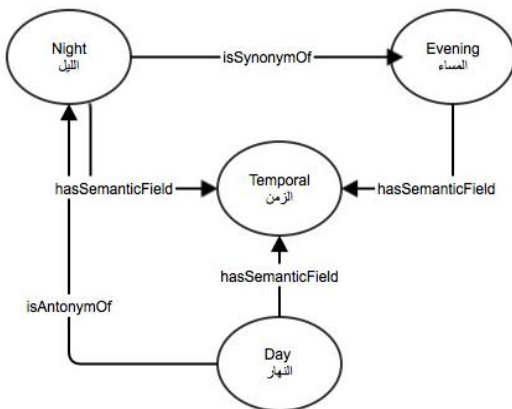 Night
الليل
isSynonymOf
Evening
المساء
hasSemanticField
Temporal
الزمن
hasSemanticField
hasSemanticField
isAntonymOf
Day
النهار